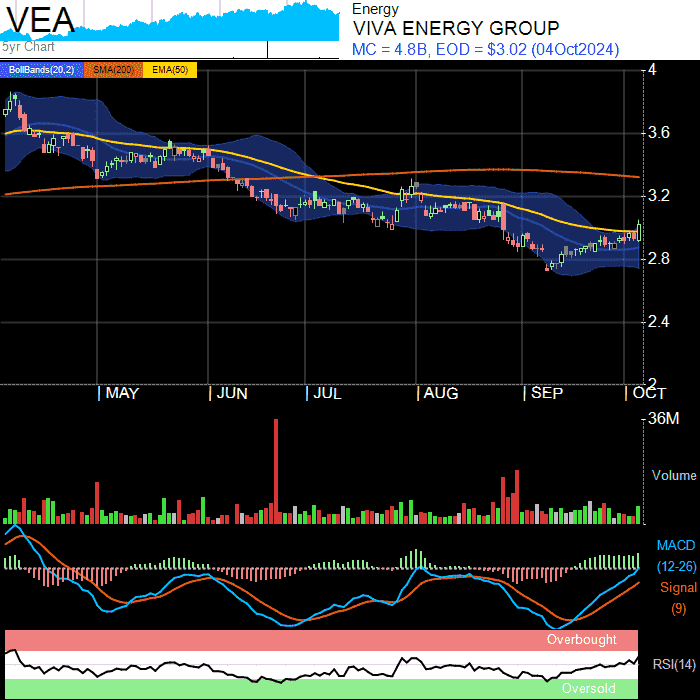 VEA
5yr Chart
Energy
VIVA ENERGY GROUP
MC = 4.8B, EOD = $3.02 (04Oct2024)
BollBands(20,2) SMA(200) EMA(50)
4
3.6
3.2
2.8
2.4
2
MAY JUN JUL AUG SEP OCT
36M
Volume
MACD
(12-26)
Signal
(9)
Overbought
RSI(14)
Oversold